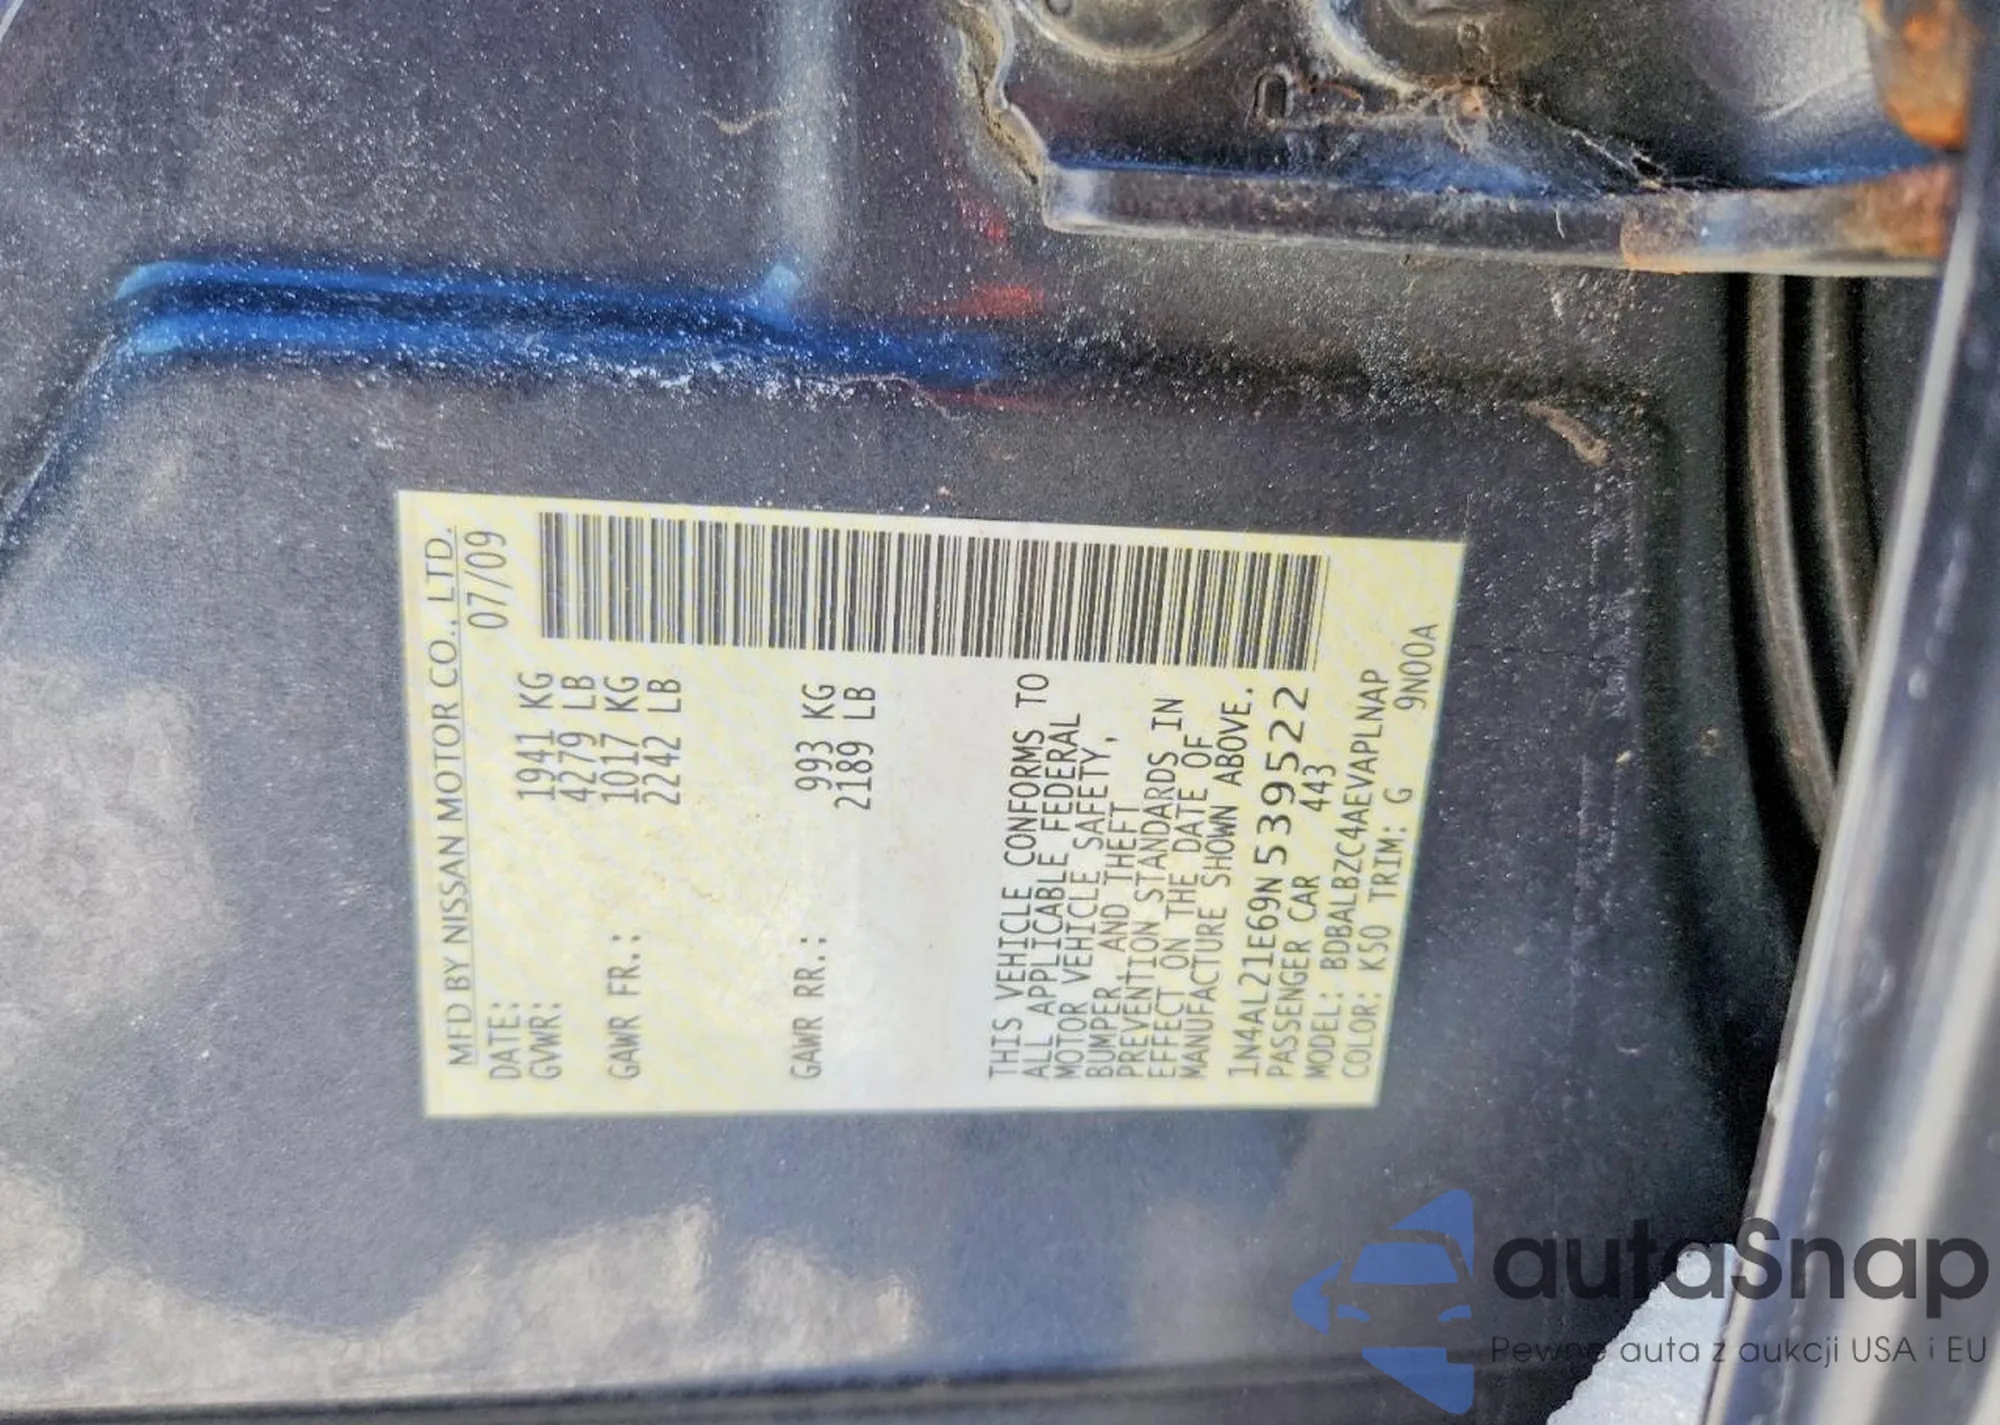 MFD BY NISSAN MOTOR CO., LTD.
DATE: 07/09
GVWR: 1941 KG
4279 LB
GAWR FR.: 1017 KG
2242 LB
GAWR RR.: 993 KG
2189 LB
THIS VEHICLE CONFORMS TO
ALL APPLICABLE FEDERAL
MOTOR VEHICLE SAFETY,
BUMPER, AND THEFT
PREVENTION STANDARDS IN
EFFECT ON THE DATE OF
MANUFACTURE SHOWN ABOVE.
1N4AL21E69N539522
PASSENGER CAR 443
MODEL: BDBALBZC4AEVAPLNAP
COLOR: K50 TRIM: G 9N00A
autaSnap
Pewne auta z aukcji USA i EU